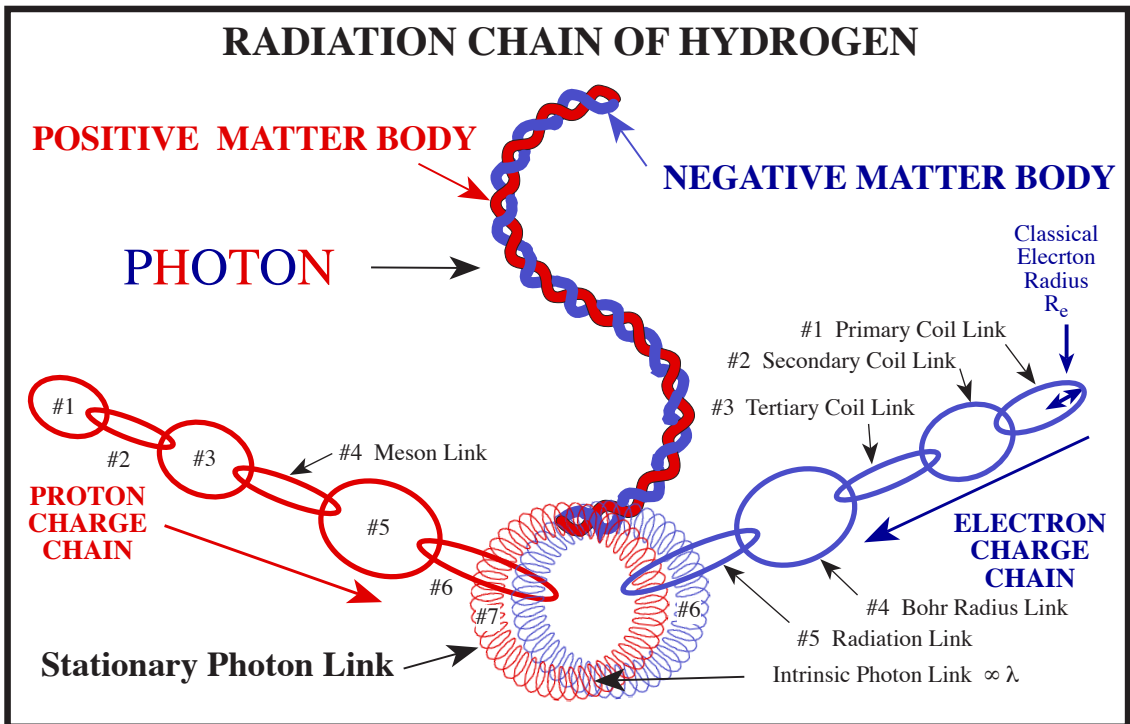 RADIATION CHAIN OF HYDROGEN
POSITIVE MATTER BODY
NEGATIVE MATTER BODY
PHOTON
Classical
Elecrton
Radius
Re
#1 Primary Coil Link
#2 Secondary Coil Link
#3 Tertiary Coil Link
#1
#2
#3
#4 Meson Link
#5
#6
#7
PROTON
CHARGE
CHAIN
ELECTRON
CHARGE
CHAIN
#6
#4 Bohr Radius Link
#5 Radiation Link
Stationary Photon Link
Intrinsic Photon Link ∞ λ